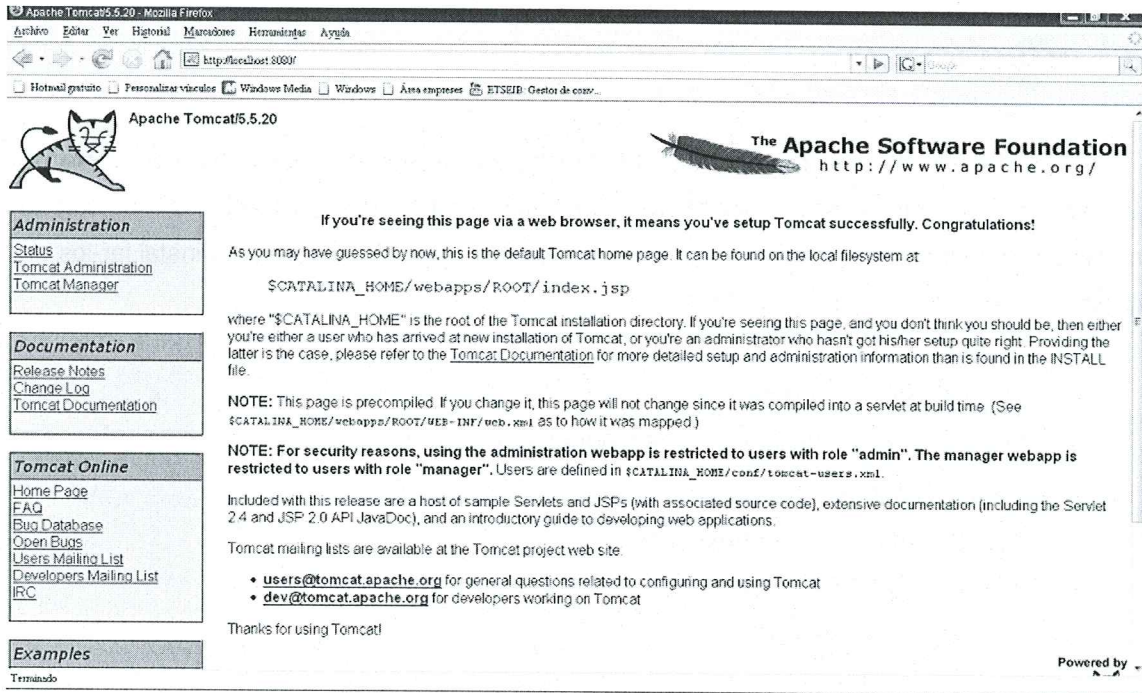 Apache Tomcat/5.5.20 - Mozilla Firefox
Archivo Editar Ver Historial Marcadores Herramientas Ayuda
http://localhost:8080/
Hotmail gratuito Personalizar vínculos Windows Media Windows Àrea empreses ETSEIB: Gestor de conv...
Apache Tomcat/5.5.20
The Apache Software Foundation
http://www.apache.org/
Administration
Status
Tomcat Administration
Tomcat Manager
Documentation
Release Notes
Change Log
Tomcat Documentation
Tomcat Online
Home Page
FAQ
Bug Database
Open Bugs
Users Mailing List
Developers Mailing List
IRC
Examples
If you're seeing this page via a web browser, it means you've setup Tomcat successfully. Congratulations!
As you may have guessed by now, this is the default Tomcat home page. It can be found on the local filesystem at:
$CATALINA_HOME/webapps/ROOT/index.jsp
where "$CATALINA_HOME" is the root of the Tomcat installation directory. If you're seeing this page, and you don't think you should be, then either
you're either a user who has arrived at new installation of Tomcat, or you're an administrator who hasn't got his/her setup quite right. Providing the
latter is the case, please refer to the Tomcat Documentation for more detailed setup and administration information than is found in the INSTALL
file.
NOTE: This page is precompiled. If you change it, this page will not change since it was compiled into a servlet at build time. (See
$CATALINA_HOME/webapps/ROOT/WEB-INF/web.xml as to how it was mapped.)
NOTE: For security reasons, using the administration webapp is restricted to users with role "admin". The manager webapp is
restricted to users with role "manager". Users are defined in $CATALINA_HOME/conf/tomcat-users.xml.
Included with this release are a host of sample Servlets and JSPs (with associated source code), extensive documentation (including the Servlet
2.4 and JSP 2.0 API JavaDoc), and an introductory guide to developing web applications.
Tomcat mailing lists are available at the Tomcat project web site:
• users@tomcat.apache.org for general questions related to configuring and using Tomcat
• dev@tomcat.apache.org for developers working on Tomcat
Thanks for using Tomcat!
Powered by
Terminado